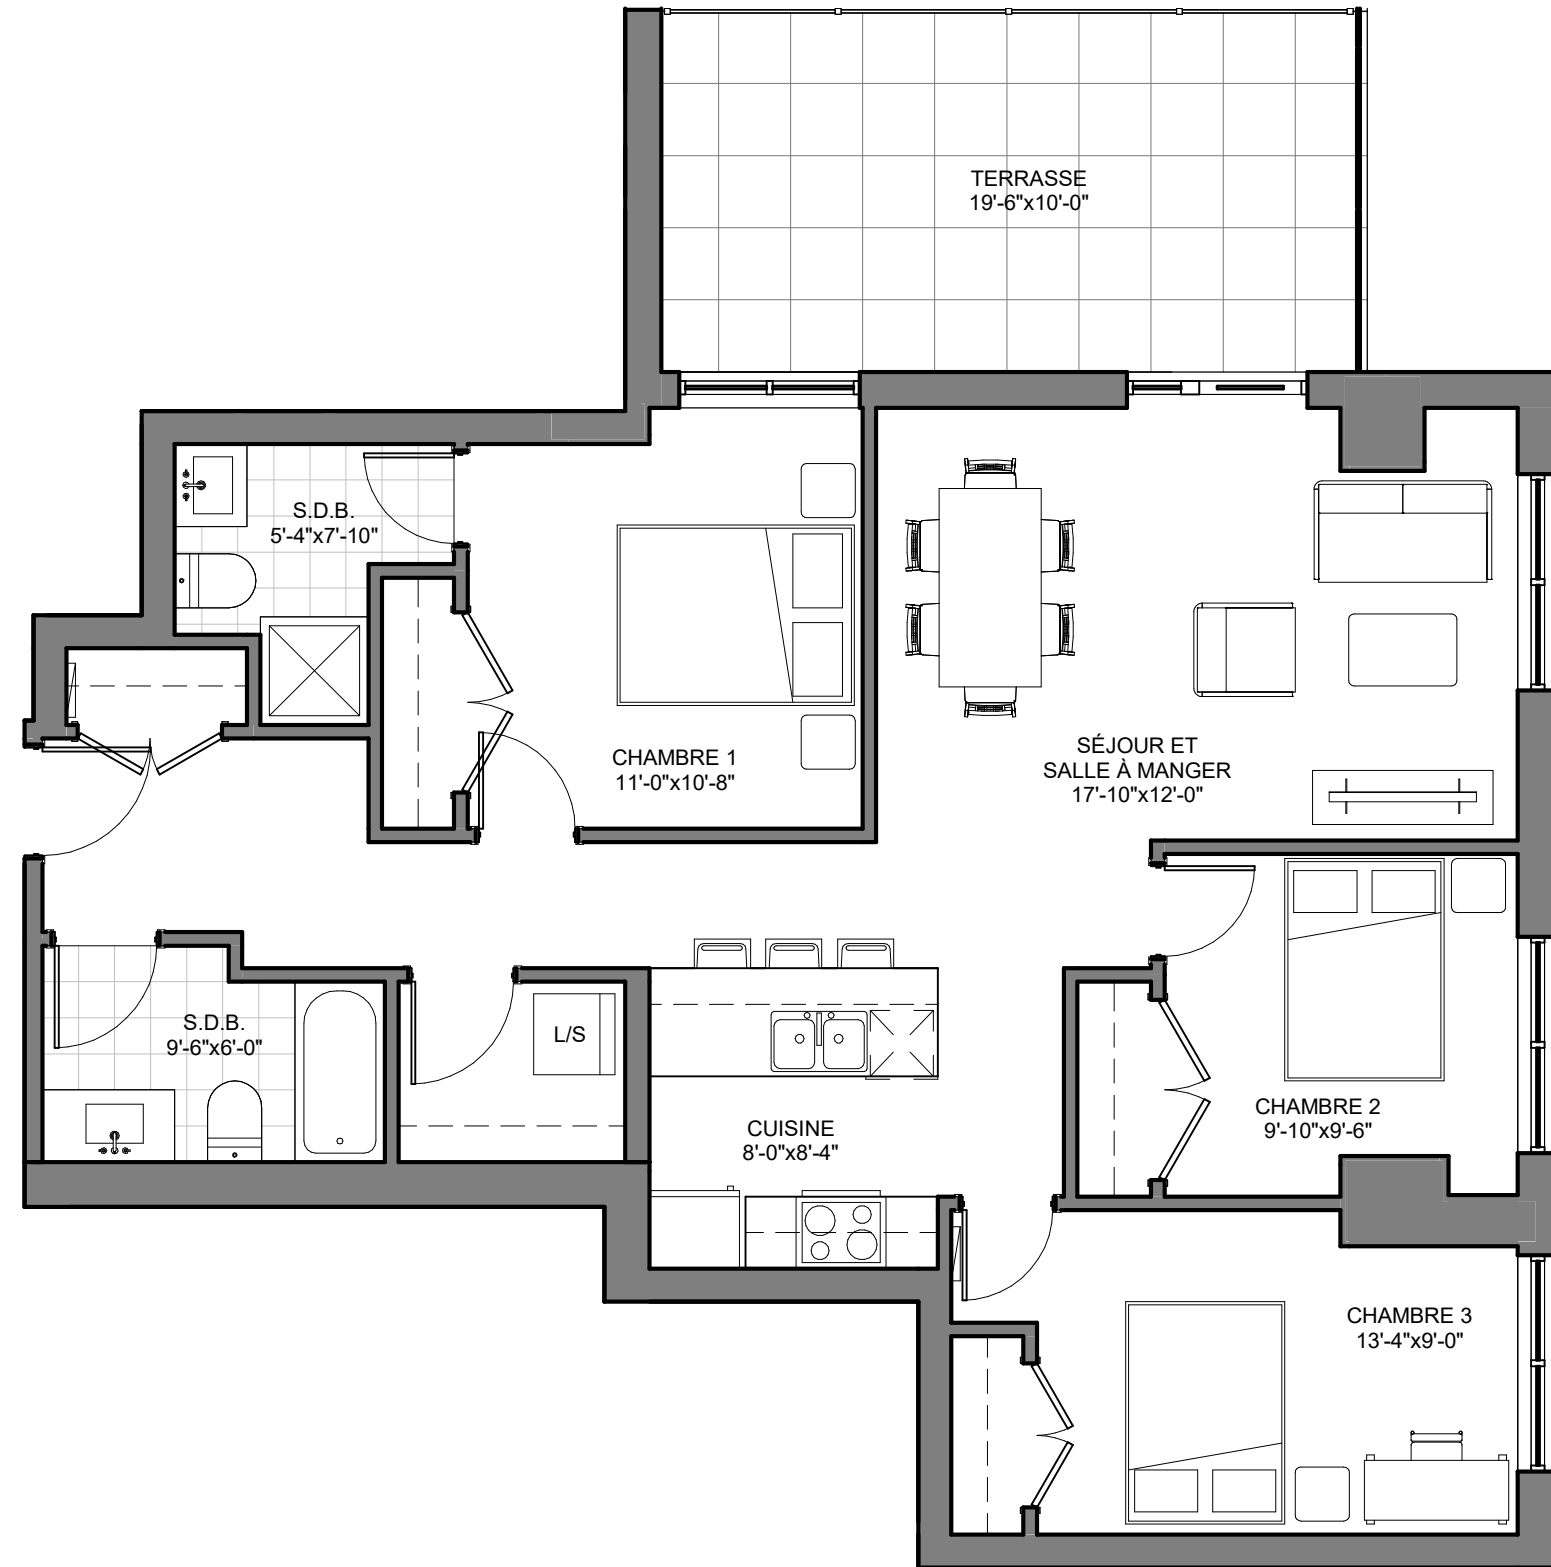 TERRASSE
19'-6"x10'-0"
S.D.B.
5'-4"x7'-10"
CHAMBRE 1
11'-0"x10'-8"
SÉJOUR ET
SALLE À MANGER
17'-10"x12'-0"
S.D.B.
9'-6"x6'-0"
L/S
CUISINE
8'-0"x8'-4"
CHAMBRE 2
9'-10"x9'-6"
CHAMBRE 3
13'-4"x9'-0"